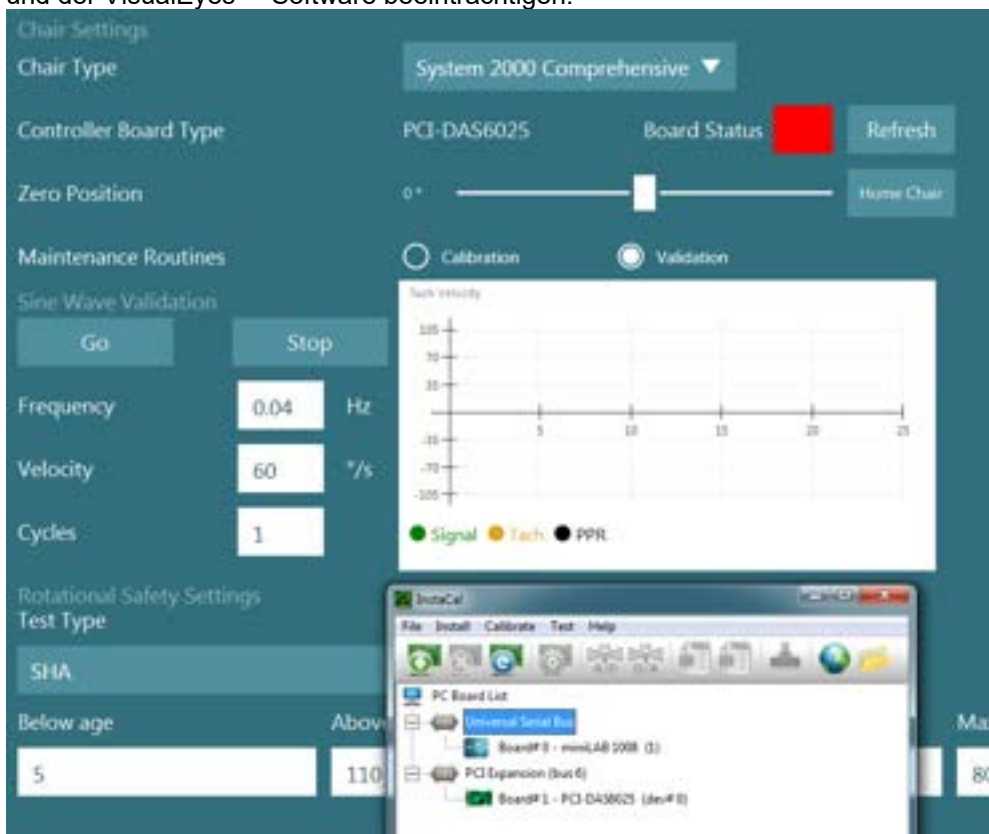 und der VisualEyes™ Software beeinträchtigen.
Chair Settings
Chair Type System 2000 Comprehensive
Controller Board Type PCI-DAS6025 Board Status Refresh
Zero Position 0° Home Chair
Maintenance Routines Calibration Validation
Sine Wave Validation
Tach Velocity
Go Stop
105
70
35
Frequency 0.04 Hz
5 10 15 20 25
-35
Velocity 60 °/s
-70
-105
Cycles 1
Signal Tach PPR
Rotational Safety Settings
Test Type
InstaCal
File Install Calibrate Test Help
SHA
PC Board List
Below age Above
Universal Serial Bus
Board# 0 - miniLAB 1008 (1)
5 110
PCI Expansion (bus 6)
Board# 1 - PCI-DAS6025 (dev# 0)
Ma
80